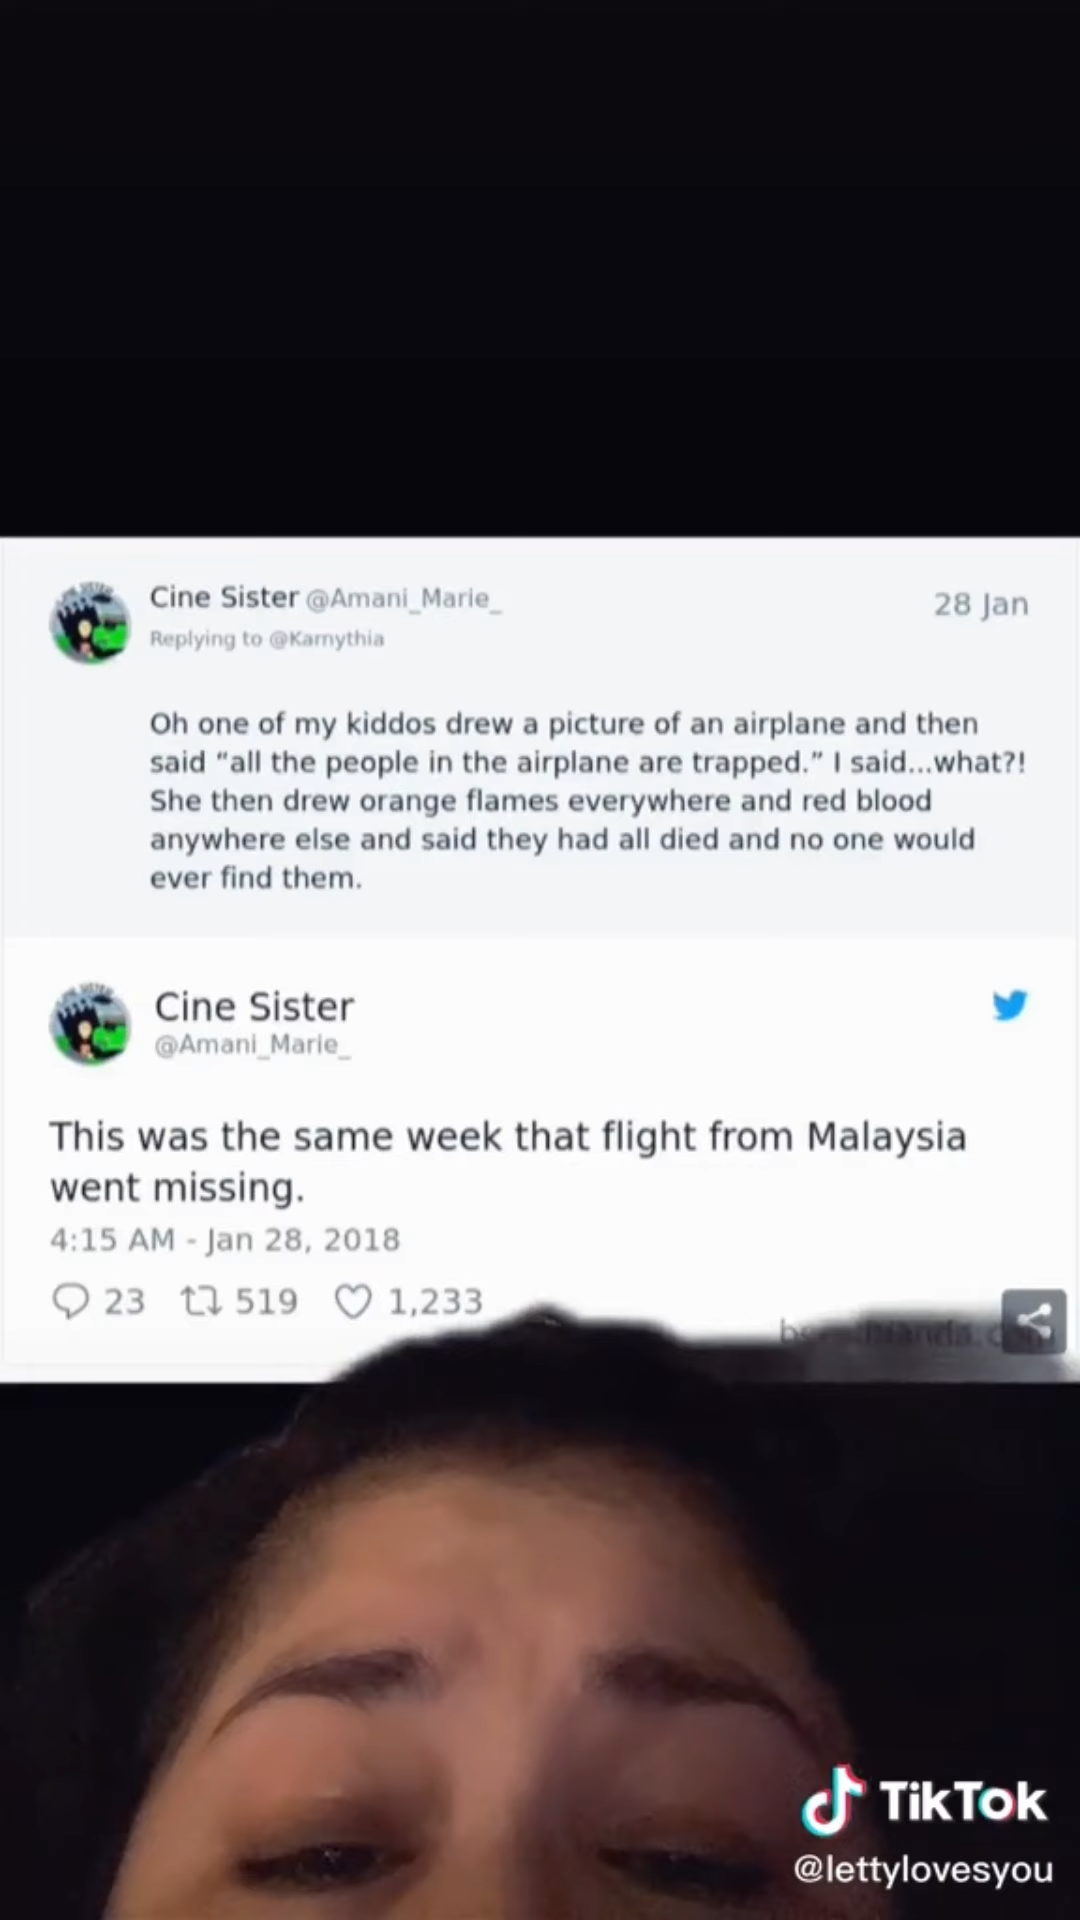 Cine Sister @Amani_Marie_
28 Jan
Replying to @Karnythia
Oh one of my kiddos drew a picture of an airplane and then
said “all the people in the airplane are trapped.” I said...what?!
She then drew orange flames everywhere and red blood
anywhere else and said they had all died and no one would
ever find them.
Cine Sister
@Amani_Marie_
This was the same week that flight from Malaysia
went missing.
4:15 AM - Jan 28, 2018
23 519 1,233
TikTok
@lettylovesyou